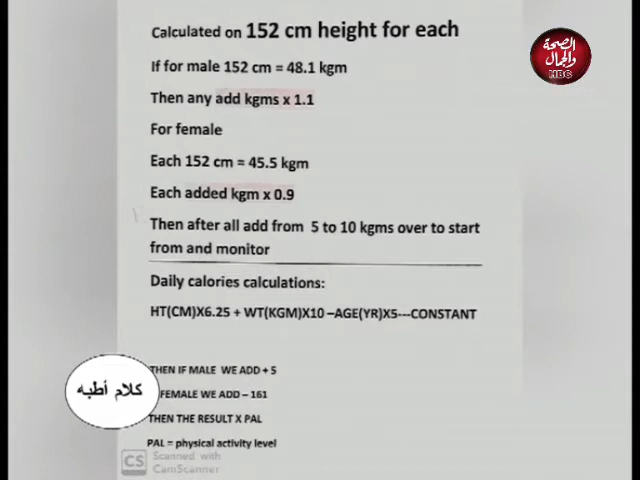 Calculated on 152 cm height for each
If for male 152 cm = 48.1 kgm
Then any add kgms x 1.1
For female
Each 152 cm = 45.5 kgm
Each added kgm x 0.9
Then after all add from 5 to 10 kgms over to start
from and monitor
Daily calories calculations:
HT(CM)X6.25 + WT(KGM)X10 –AGE(YR)X5---CONSTANT
THEN IF MALE WE ADD + 5
FEMALE WE ADD – 161
THEN THE RESULT X PAL
PAL = physical activity level
CS Scanned with
CamScanner
الصحة
والجمال
HBC
كلام أطبه